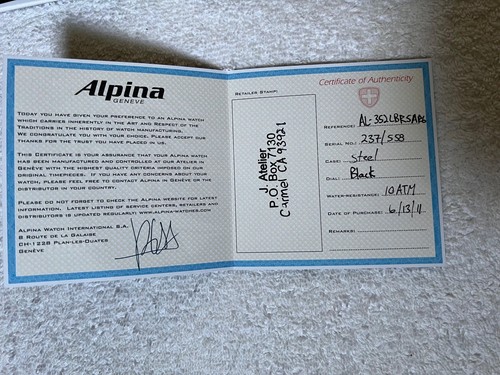 Alpina
GENEVE
Today you have given your preference to an Alpina watch
which carries inherently in the Art and Respect of the
Traditions in the history of watch manufacturing.
We congratulate you with your choice. Please accept our
thanks for the trust you have placed in us.
This Certificate is your assurance that your Alpina watch
has been manufactured and controlled at our Atelier in
Genève with the highest quality criteria known on our
original timepieces. If you have any concerns about your
watch, please feel free to contact Alpina in Genève or the
distributor in your country.
Please do not forget to check the Alpina website for latest
information. Latest listing of service centers, retailers and
distributors is updated regularly: www.alpina-watches.com
Alpina Watch International S.A.
8 Route de la Galaise
CH-1228 Plan-les-Ouates
Genève
Retailer Stamp:
J. Atelier
P.O. Box 7130
Carmel CA 93921
Certificate of Authenticity
Reference:
Serial No.: 237/558
Case: Steel
Dial: Black
Water-Resistance: 10 ATM
Date of Purchase: 6/13/11
Remarks: